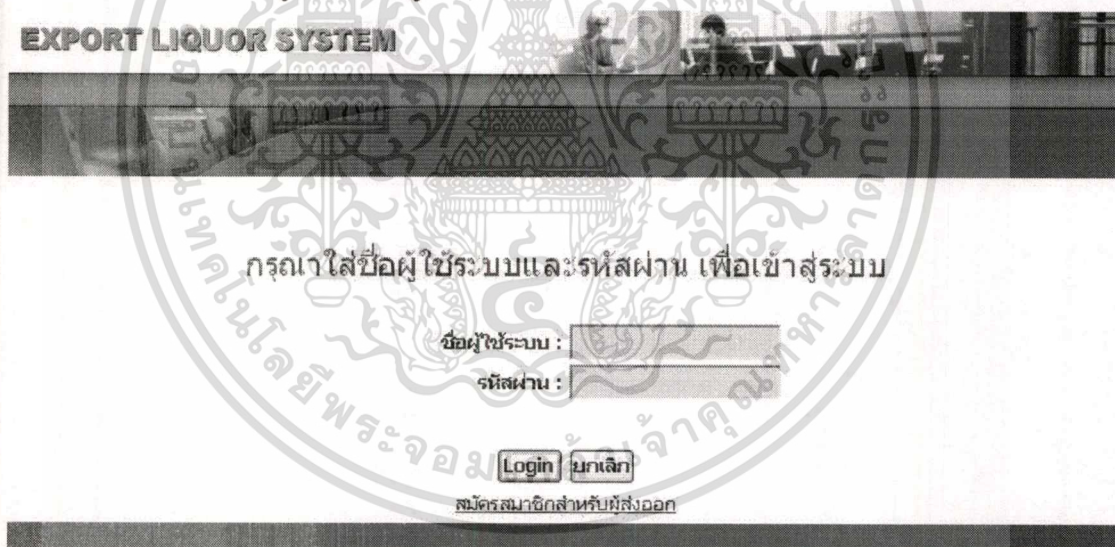 EXPORT LIQUOR SYSTEM
กรุณาใส่ชื่อผู้ใช้ระบบและรหัสผ่าน เพื่อเข้าสู่ระบบ
ชื่อผู้ใช้ระบบ :
รหัสผ่าน :
Login ยกเลิก
สมัครสมาชิกสำหรับผู้ส่งออก